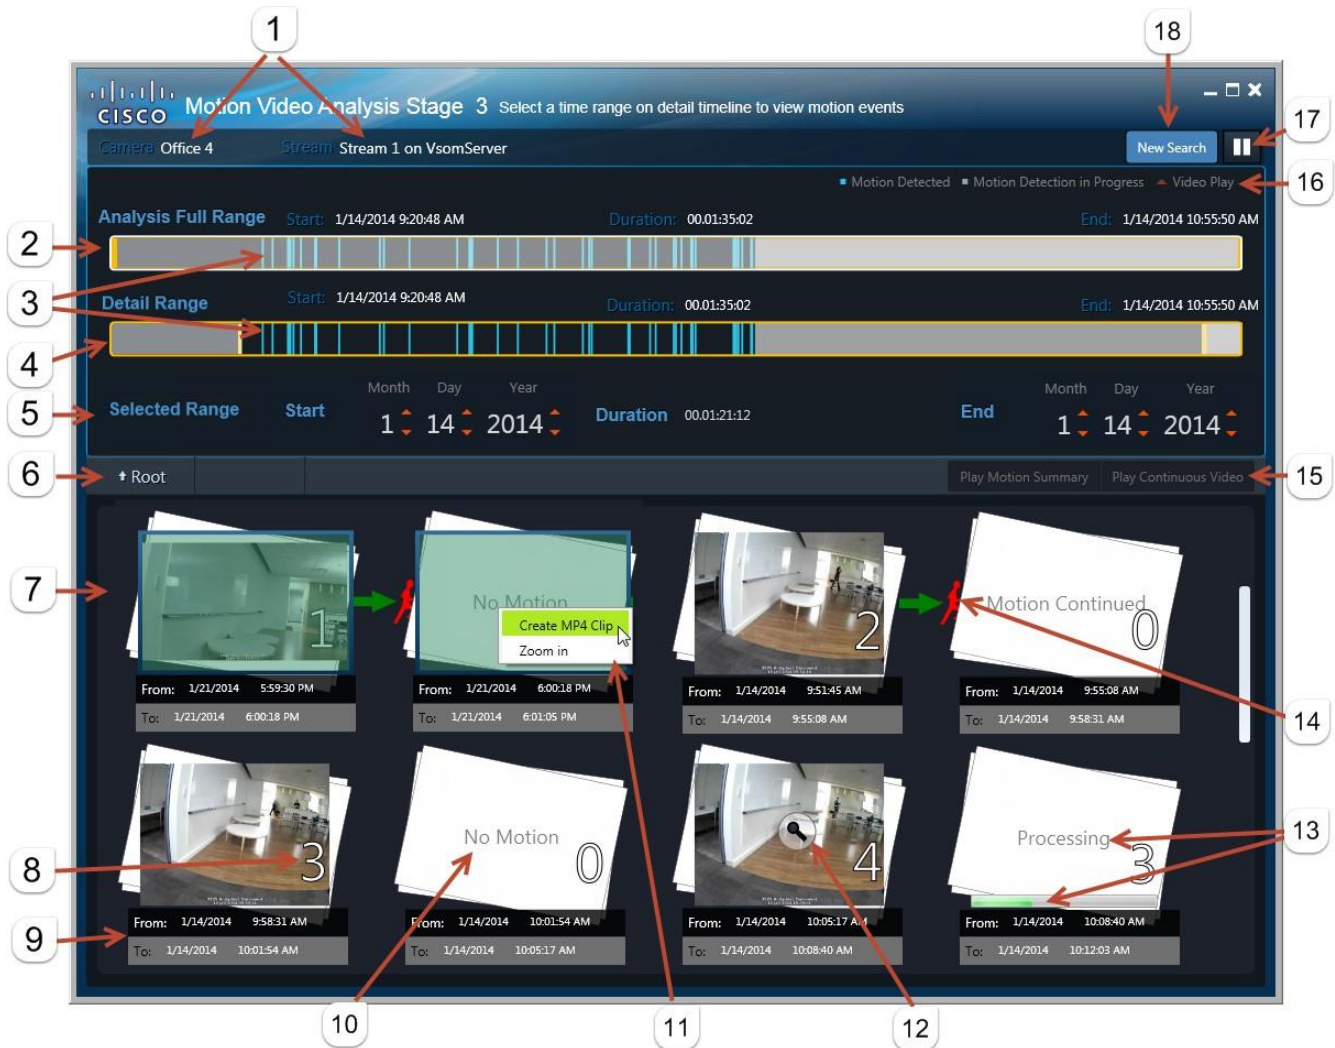 1
18
CISCO Motion Video Analysis Stage 3 Select a time range on detail timeline to view motion events
17
Camera Office 4 Stream Stream 1 on VsomServer New Search
Motion Detected Motion Detection in Progress Video Play
16
Analysis Full Range Start: 1/14/2014 9:20:48 AM Duration: 00.01:35:02 End: 1/14/2014 10:55:50 AM
2
3
Detail Range Start: 1/14/2014 9:20:48 AM Duration: 00.01:35:02 End: 1/14/2014 10:55:50 AM
4
Month Day Year Month Day Year
5
Selected Range Start 1 14 2014 Duration 00.01:21:12 End 1 14 2014
6
Root Play Motion Summary Play Continuous Video
15
7
1 No Motion 2 Motion Continued 0
Create MP4 Clip
Zoom in
From: 1/21/2014 5:59:30 PM From: 1/21/2014 6:00:18 PM From: 1/14/2014 9:51:45 AM From: 1/14/2014 9:55:08 AM
To: 1/21/2014 6:00:18 PM To: 1/21/2014 6:01:05 PM To: 1/14/2014 9:55:08 AM To: 1/14/2014 9:58:31 AM
14
8
3 No Motion 0 4 Processing 3
13
9
From: 1/14/2014 9:58:31 AM From: 1/14/2014 10:01:54 AM From: 1/14/2014 10:05:17 AM From: 1/14/2014 10:08:40 AM
To: 1/14/2014 10:01:54 AM To: 1/14/2014 10:05:17 AM To: 1/14/2014 10:08:40 AM To: 1/14/2014 10:12:03 AM
10
11
12